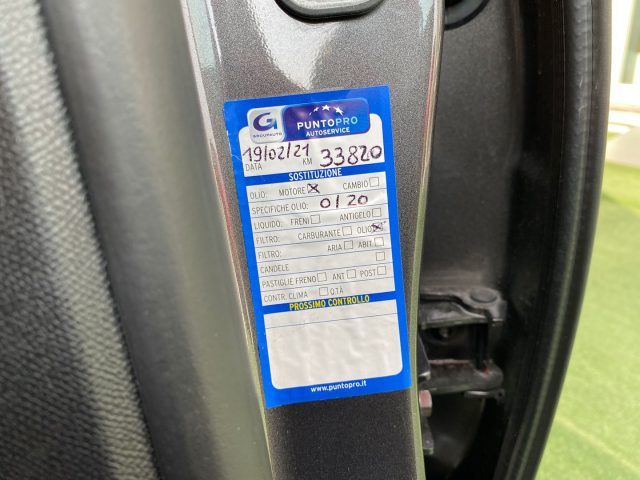 G GROUPAUTO PUNTOPRO
AUTOSERVICE
19/02/21 33820
DATA KM
SOSTITUZIONE
OLIO: MOTORE X CAMBIO
SPECIFICHE OLIO: 0/20
LIQUIDO: FRENI ANTIGELO
FILTRO: CARBURANTE OLIO X
FILTRO: ARIA ABIT.
CANDELE
PASTIGLIE FRENO ANT POST
CONTR. CLIMA Q.TÀ
PROSSIMO CONTROLLO
www.puntopro.it